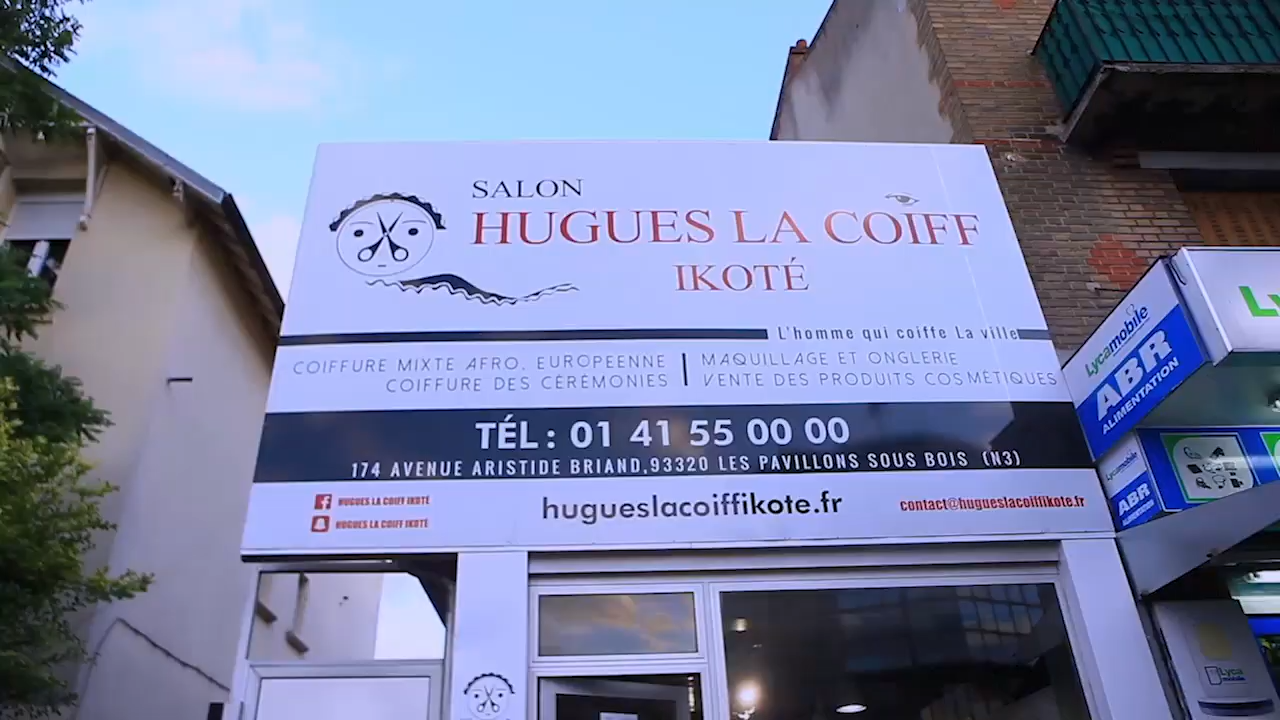 SALON
HUGUES LA COIFF
IKOTÉ
L'homme qui coiffe La ville
COIFFURE MIXTE AFRO, EUROPEENNE
COIFFURE DES CÉRÉMONIES
MAQUILLAGE ET ONGLERIE
VENTE DES PRODUITS COSMÉTIQUES
TÉL : 01 41 55 00 00
174 AVENUE ARISTIDE BRIAND,93320 LES PAVILLONS SOUS BOIS (N3)
HUGUES LA COIFF IKOTÉ
HUGUES LA COIFF IKOTÉ
hugueslacoiffikote.fr
contact@hugueslacoiffikote.fr
Lycamobile
ABR
ALIMENTATION
Lycamobile
ABR
ALIMENTATION
Lyca
mobile